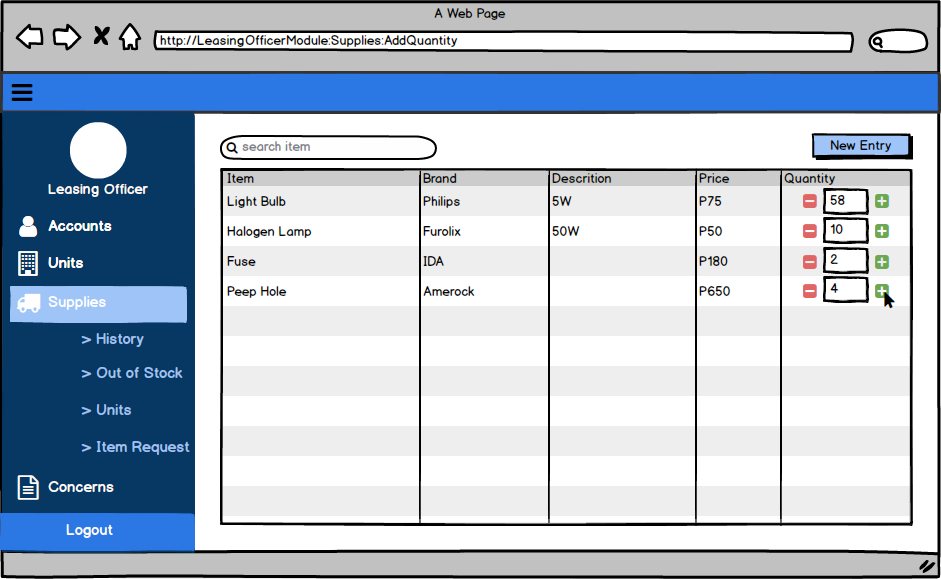 A Web Page
http://LeasingOfficerModule:Supplies:AddQuantity
Leasing Officer
Accounts
Units
Supplies
> History
> Out of Stock
> Units
> Item Request
Concerns
Logout
search item
New Entry
Item Brand Descrition Price Quantity
Light Bulb Philips 5W P75 58
Halogen Lamp Furolix 50W P50 10
Fuse IDA P180 2
Peep Hole Amerock P650 4